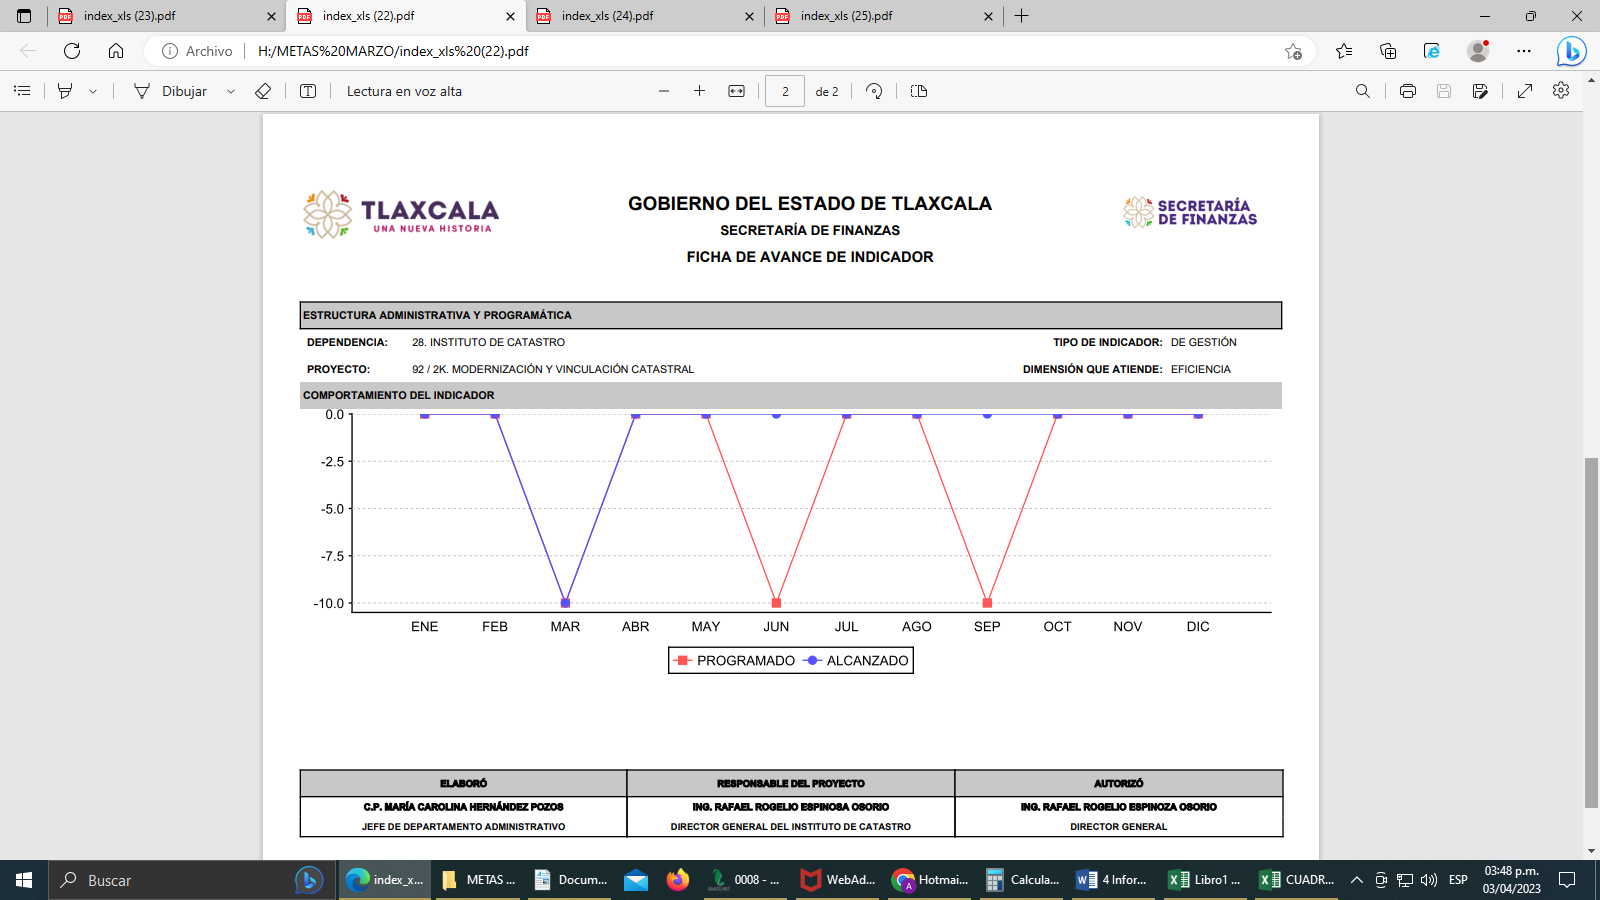 index_xls (23).pdf
index_xls (22).pdf
index_xls (24).pdf
index_xls (25).pdf
Archivo
H:/METAS%20MARZO/index_xls%20(22).pdf
Dibujar
Lectura en voz alta
2
de 2
TLAXCALA
UNA NUEVA HISTORIA
GOBIERNO DEL ESTADO DE TLAXCALA
SECRETARÍA DE FINANZAS
FICHA DE AVANCE DE INDICADOR
SECRETARÍA
DE FINANZAS
ESTRUCTURA ADMINISTRATIVA Y PROGRAMÁTICA
DEPENDENCIA: 28. INSTITUTO DE CATASTRO TIPO DE INDICADOR: DE GESTIÓN
PROYECTO: 92 / 2K. MODERNIZACIÓN Y VINCULACIÓN CATASTRAL DIMENSIÓN QUE ATIENDE: EFICIENCIA
COMPORTAMIENTO DEL INDICADOR
0.0
-2.5
-5.0
-7.5
-10.0
ENE FEB MAR ABR MAY JUN JUL AGO SEP OCT NOV DIC
PROGRAMADO ALCANZADO
ELABORÓ RESPONSABLE DEL PROYECTO AUTORIZÓ
C.P. MARÍA CAROLINA HERNÁNDEZ POZOS ING. RAFAEL ROGELIO ESPINOSA OSORIO ING. RAFAEL ROGELIO ESPINOZA OSORIO
JEFE DE DEPARTAMENTO ADMINISTRATIVO DIRECTOR GENERAL DEL INSTITUTO DE CATASTRO DIRECTOR GENERAL
Buscar
index_x...
METAS ...
Docum...
0008 - ...
WebAd...
Hotmai...
Calcula...
4 Infor...
Libro1 ...
CUADR...
ESP
03:48 p.m.
03/04/2023